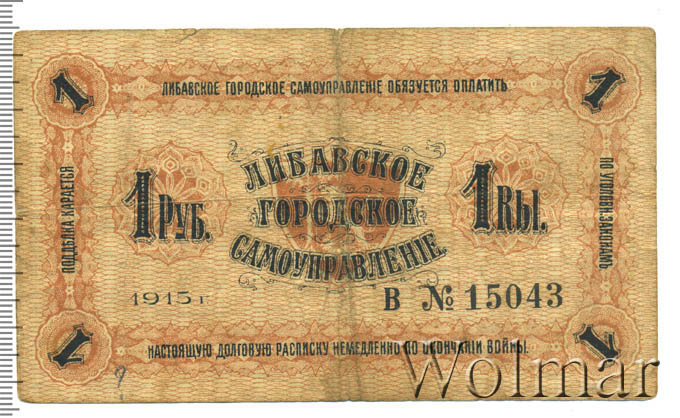 1
ЛИБАВСКОЕ ГОРОДСКОЕ САМОУПРАВЛЕНІЕ ОБЯЗУЕТСЯ ОПЛАТИТЬ
1
ПОДДѢЛКА КАРАЕТСЯ
ПО УГОЛОВ. ЗАКОНАМЪ
1 РУБ.
ЛИБАВСКОЕ
ГОРОДСКОЕ
САМОУПРАВЛЕНІЕ.
1 Rbl.
1915 г.
В № 15043
1
НАСТОЯЩУЮ ДОЛГОВУЮ РАСПИСКУ НЕМЕДЛЕННО ПО ОКОНЧАНІИ ВОЙНЫ.
1
Wolmar